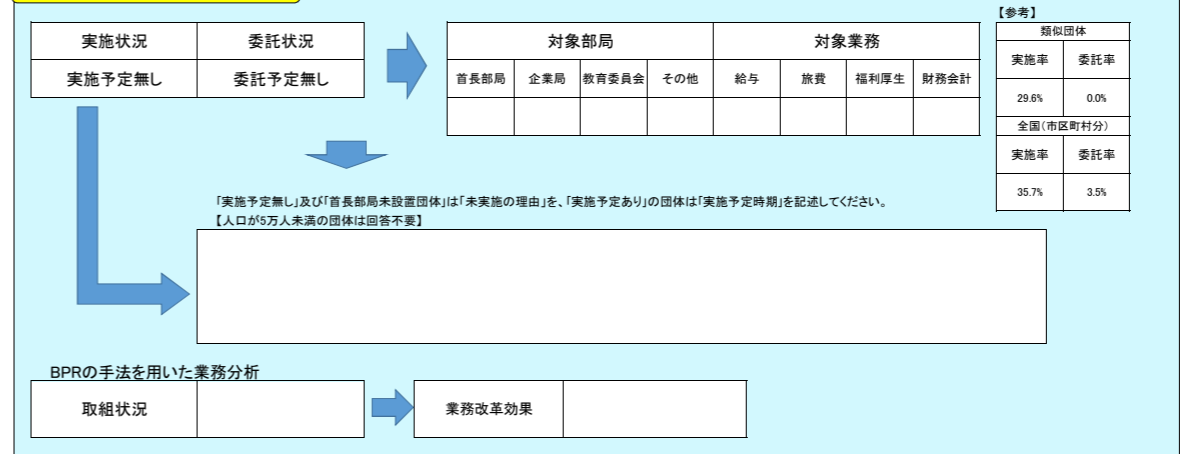 【参考】
実施状況 委託状況
実施予定無し 委託予定無し
対象部局 対象業務
首長部局 企業局 教育委員会 その他 給与 旅費 福利厚生 財務会計
類似団体
実施率 委託率
29.6% 0.0%
全国(市区町村分)
実施率 委託率
35.7% 3.5%
「実施予定無し」及び「首長部局未設置団体」は「未実施の理由」を、「実施予定あり」の団体は「実施予定時期」を記述してください。
【人口が5万人未満の団体は回答不要】
BPRの手法を用いた業務分析
取組状況 業務改革効果